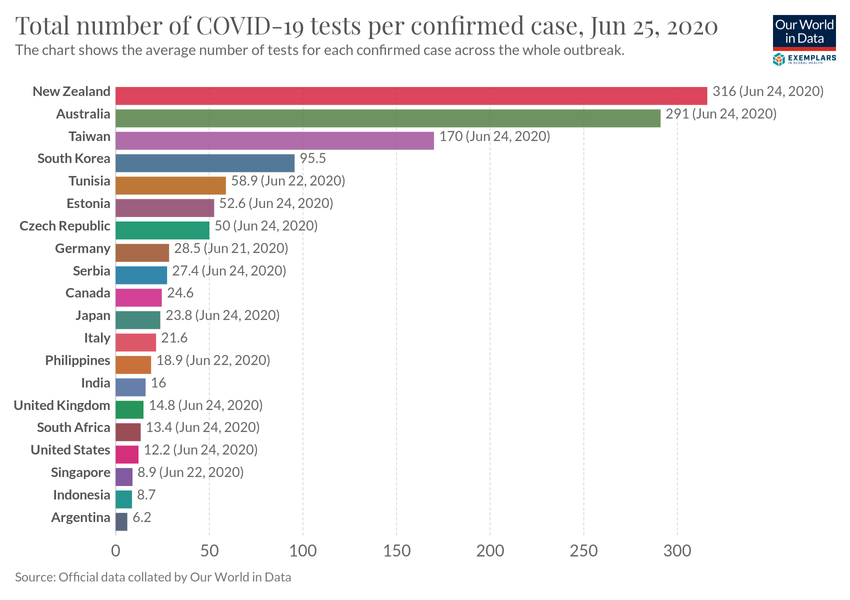 Total number of COVID-19 tests per confirmed case, Jun 25, 2020
The chart shows the average number of tests for each confirmed case across the whole outbreak.
Our World
in Data
EXEMPLARS
IN GLOBAL HEALTH
New Zealand 316 (Jun 24, 2020)
Australia 291 (Jun 24, 2020)
Taiwan 170 (Jun 24, 2020)
South Korea 95.5
Tunisia 58.9 (Jun 22, 2020)
Estonia 52.6 (Jun 24, 2020)
Czech Republic 50 (Jun 24, 2020)
Germany 28.5 (Jun 21, 2020)
Serbia 27.4 (Jun 24, 2020)
Canada 24.6
Japan 23.8 (Jun 24, 2020)
Italy 21.6
Philippines 18.9 (Jun 22, 2020)
India 16
United Kingdom 14.8 (Jun 24, 2020)
South Africa 13.4 (Jun 24, 2020)
United States 12.2 (Jun 24, 2020)
Singapore 8.9 (Jun 22, 2020)
Indonesia 8.7
Argentina 6.2
0 50 100 150 200 250 300
Source: Official data collated by Our World in Data